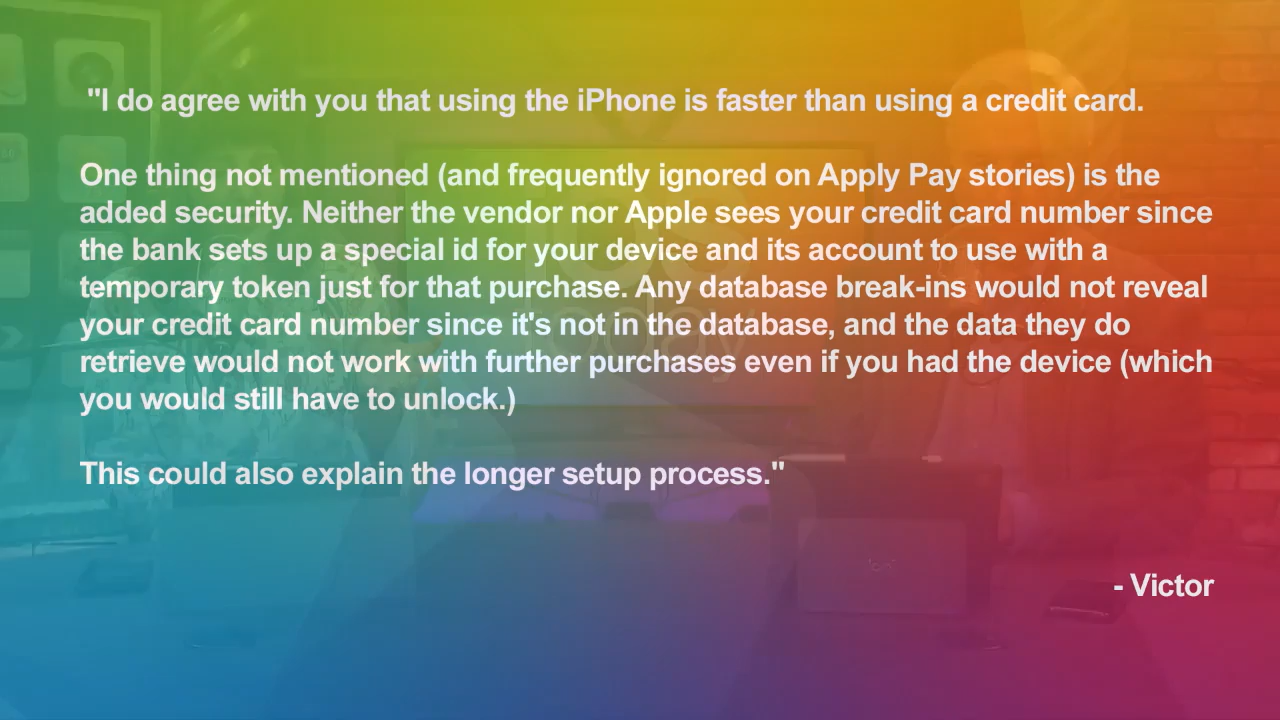 "I do agree with you that using the iPhone is faster than using a credit card.
One thing not mentioned (and frequently ignored on Apply Pay stories) is the
added security. Neither the vendor nor Apple sees your credit card number since
the bank sets up a special id for your device and its account to use with a
temporary token just for that purchase. Any database break-ins would not reveal
your credit card number since it's not in the database, and the data they do
retrieve would not work with further purchases even if you had the device (which
you would still have to unlock.)
This could also explain the longer setup process."
- Victor